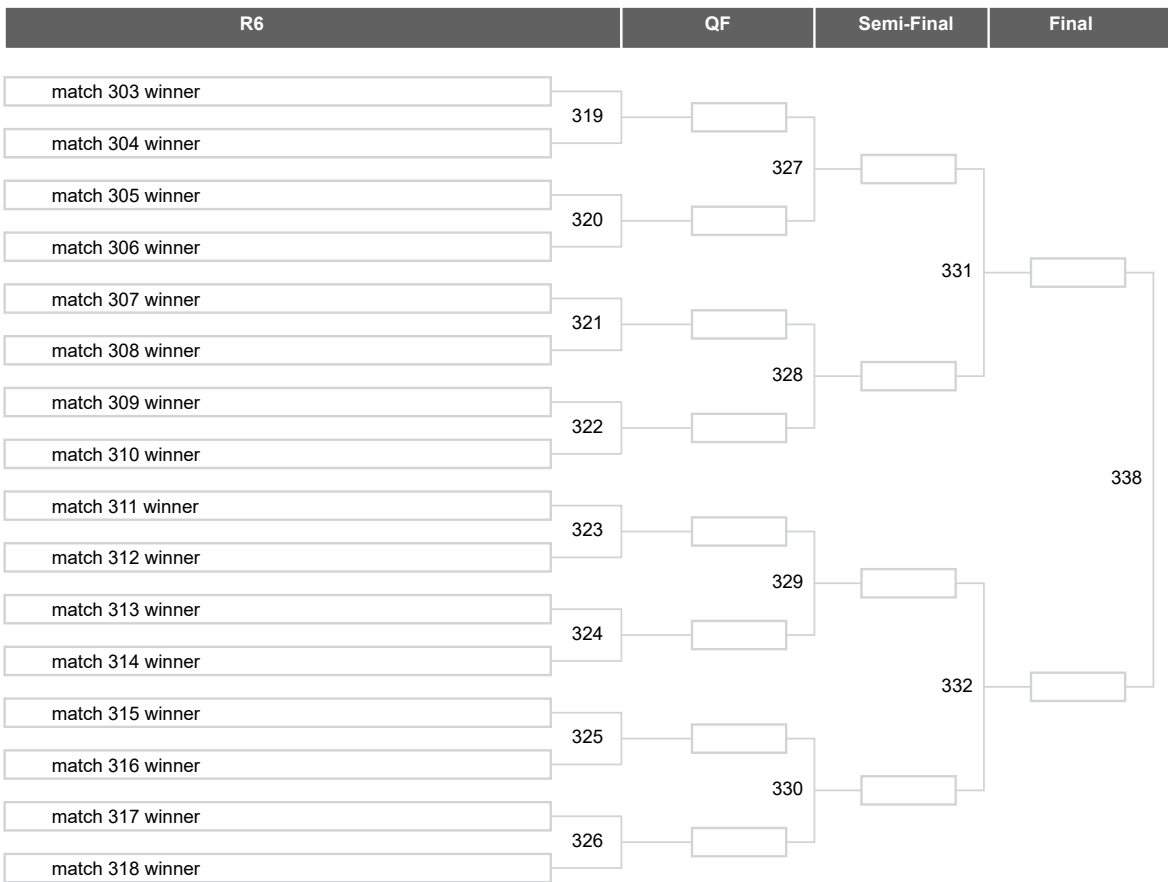 R6 QF Semi-Final Final
match 303 winner
319
match 304 winner
327
match 305 winner
320
match 306 winner
331
match 307 winner
321
match 308 winner
328
match 309 winner
322
match 310 winner
338
match 311 winner
323
match 312 winner
329
match 313 winner
324
match 314 winner
332
match 315 winner
325
match 316 winner
330
match 317 winner
326
match 318 winner